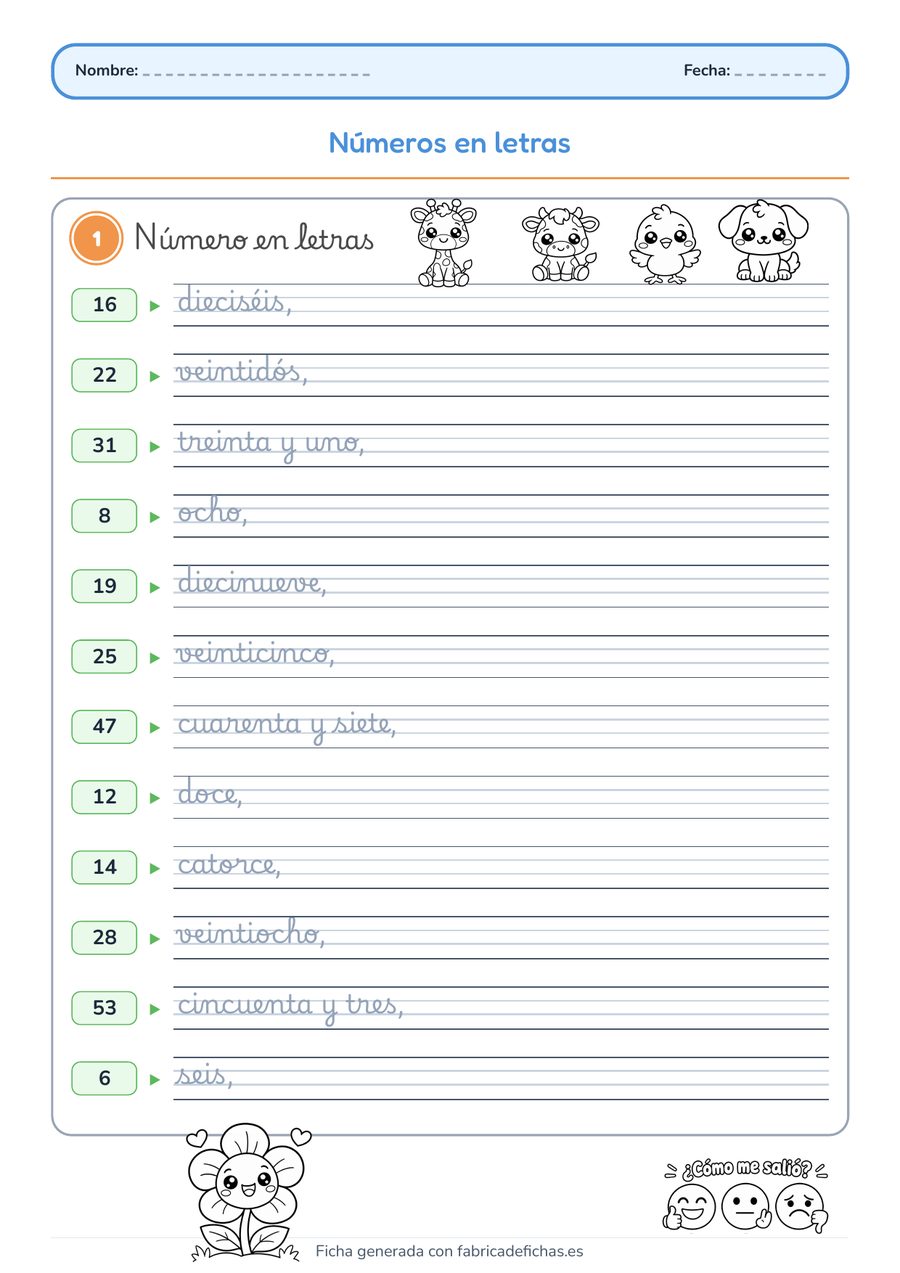 Nombre: Fecha:
Números en letras
1 Número en letras
16 dieciséis,
22 veintidós,
31 treinta y uno,
8 ocho,
19 diecinueve,
25 veinticinco,
47 cuarenta y siete,
12 doce,
14 catorce,
28 veintiocho,
53 cincuenta y tres,
6 seis,
¿Cómo me salió?
Ficha generada con fabricadefichas.es